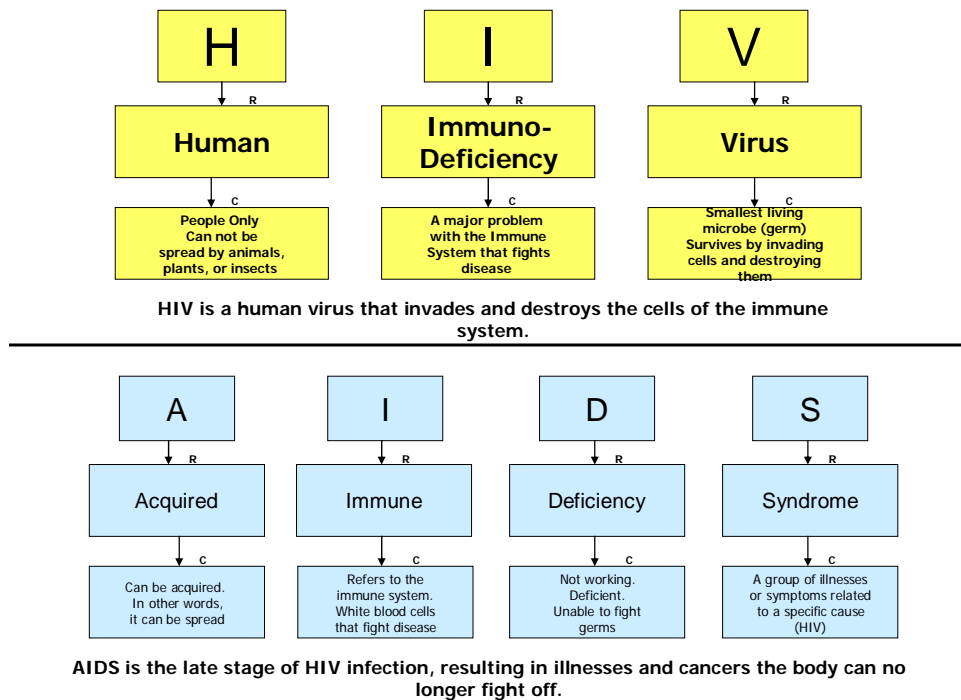 H
I
V
R
R
R
Human
Immuno-
Deficiency
Virus
C
C
C
People Only
Can not be
spread by animals,
plants, or insects
A major problem
with the Immune
System that fights
disease
Smallest living
microbe (germ)
Survives by invading
cells and destroying
them
HIV is a human virus that invades and destroys the cells of the immune
system.
A
I
D
S
R
R
R
R
Acquired
Immune
Deficiency
Syndrome
C
C
C
C
Can be acquired.
In other words,
it can be spread
Refers to the
immune system.
White blood cells
that fight disease
Not working.
Deficient.
Unable to fight
germs
A group of illnesses
or symptoms related
to a specific cause
(HIV)
AIDS is the late stage of HIV infection, resulting in illnesses and cancers the body can no
longer fight off.